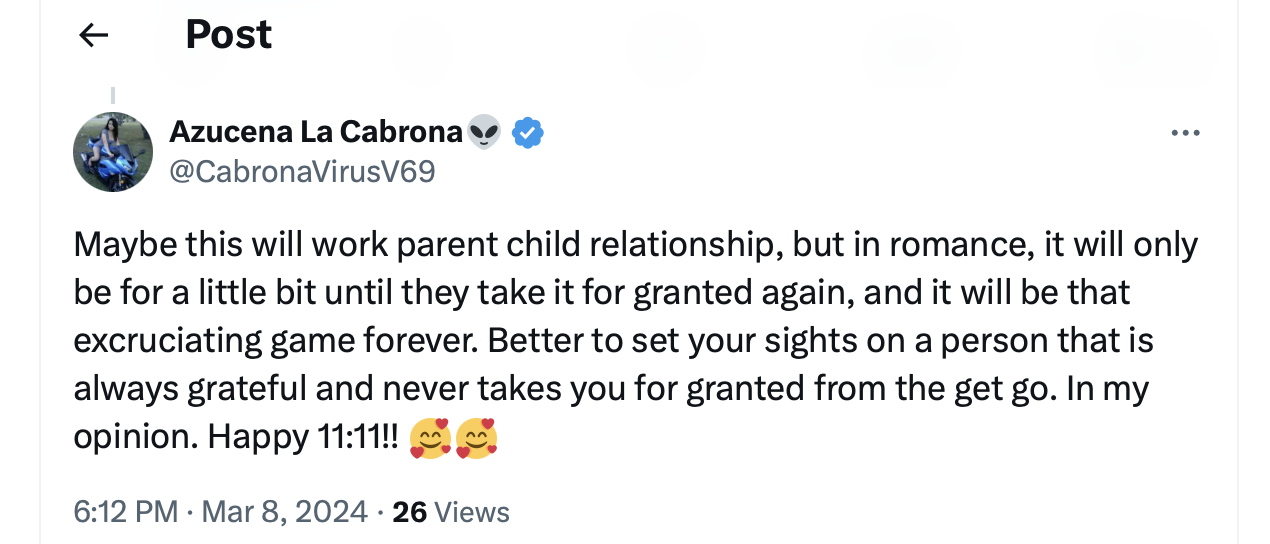 Post
Azucena La Cabrona👽
@CabronaVirusV69
Maybe this will work parent child relationship, but in romance, it will only
be for a little bit until they take it for granted again, and it will be that
excruciating game forever. Better to set your sights on a person that is
always grateful and never takes you for granted from the get go. In my
opinion. Happy 11:11!! 🥰🥰
6:12 PM · Mar 8, 2024 · 26 Views